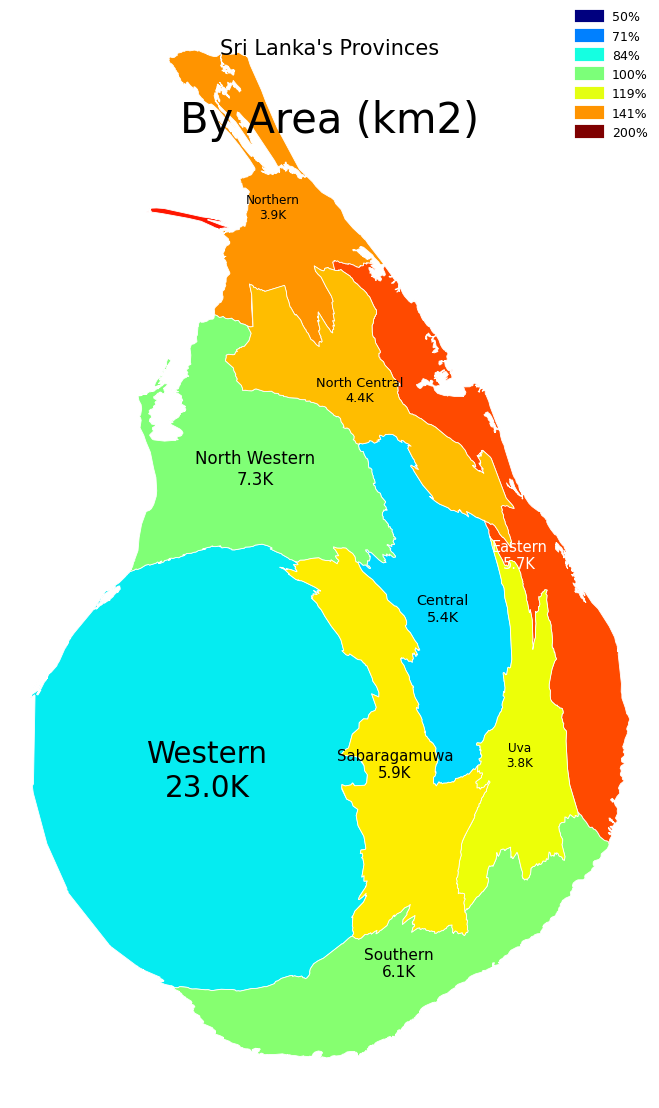 Sri Lanka's Provinces
By Area (km2)
50%
71%
84%
100%
119%
141%
200%
Northern
3.9K
North Central
4.4K
North Western
7.3K
Eastern
5.7K
Central
5.4K
Western
23.0K
Sabaragamuwa
5.9K
Uva
3.8K
Southern
6.1K